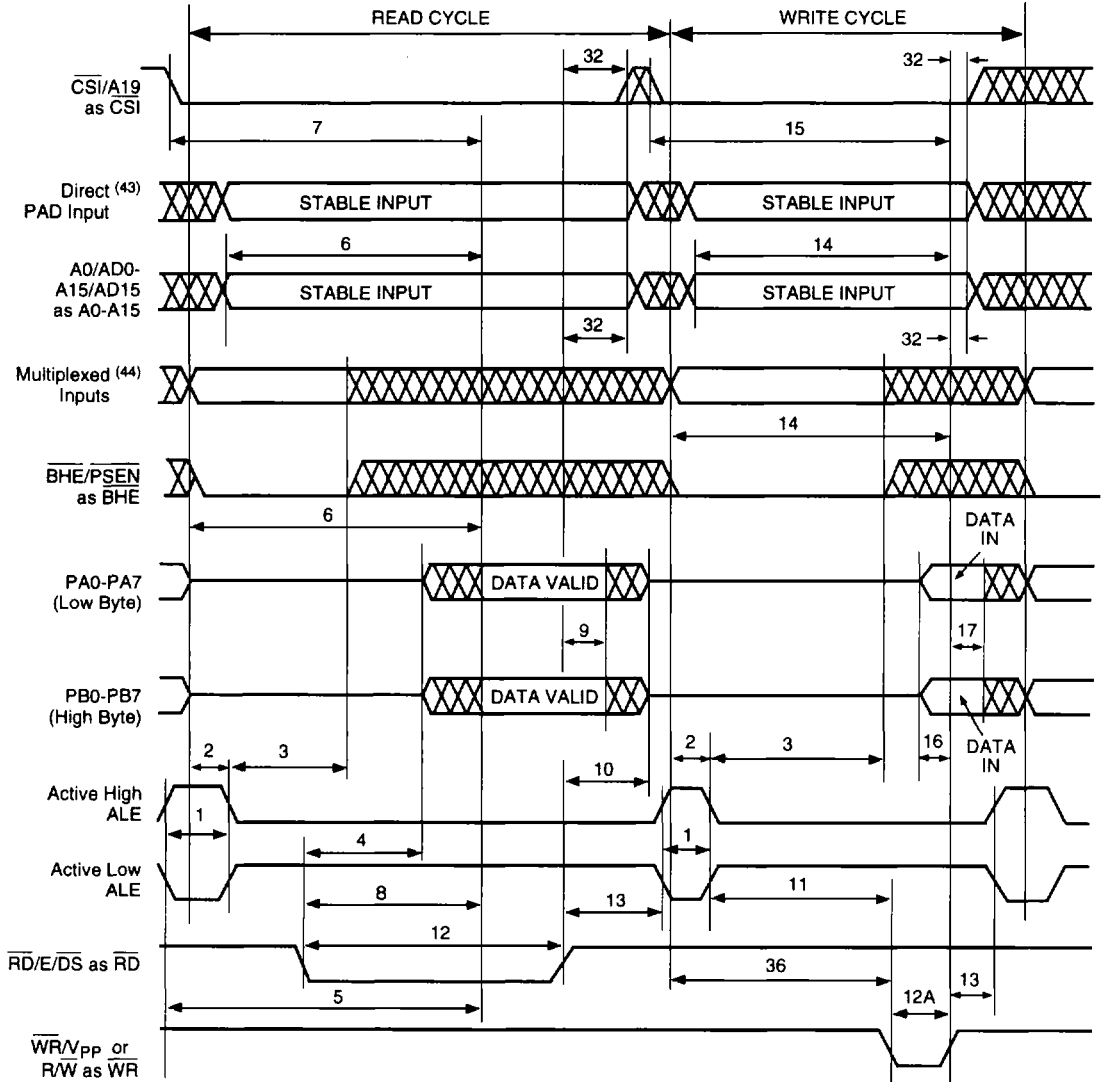 READ CYCLE WRITE CYCLE
32 32
CSI/A19
as CSI
7 15
Direct (43)
PAD Input
STABLE INPUT STABLE INPUT
6 14
A0/AD0-
A15/AD15
as A0-A15
STABLE INPUT STABLE INPUT
32 32
Multiplexed (44)
Inputs
14
BHE/PSEN
as BHE
6
DATA
IN
PA0-PA7
(Low Byte)
DATA VALID
9 17
PB0-PB7
(High Byte)
DATA VALID
DATA
IN
2 3 10 2 3 16
Active High
ALE
1 4 1
Active Low
ALE
8 13 11
12
RD/E/DS as RD
36 13
5 12A
WR/VPP or
R/W as WR